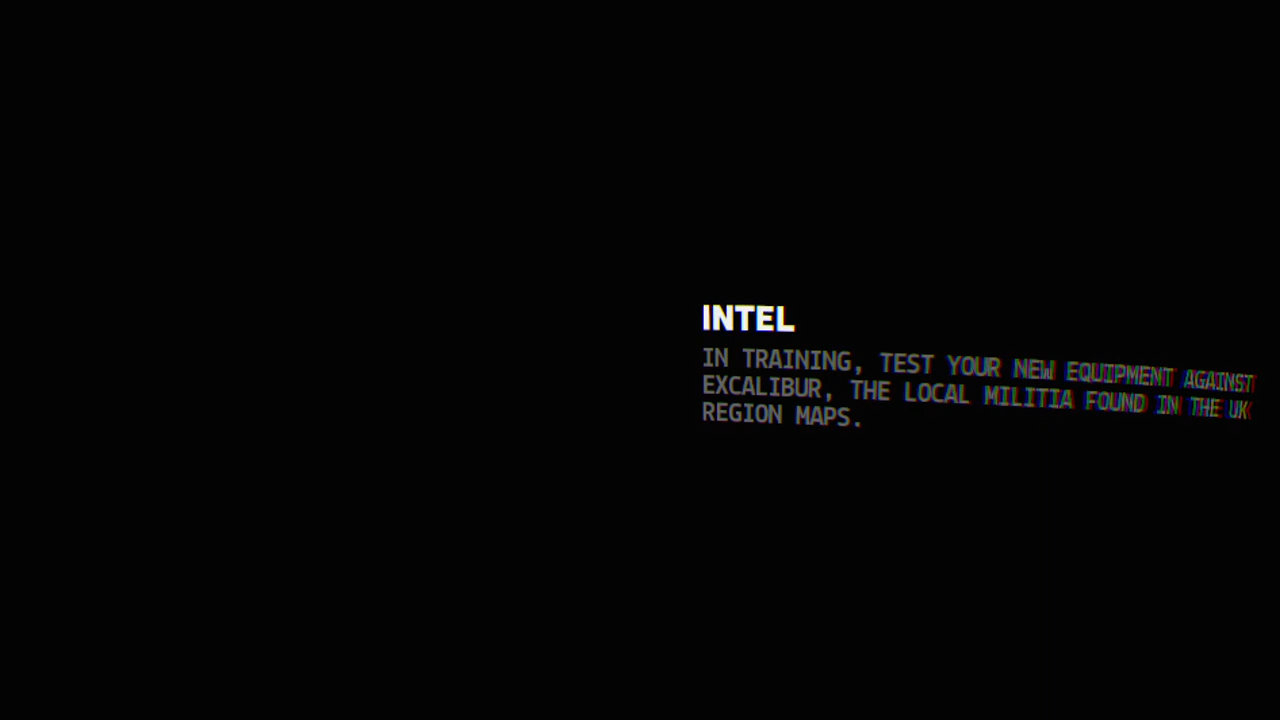 INTEL
IN TRAINING, TEST YOUR NEW EQUIPMENT AGAINST
EXCALIBUR, THE LOCAL MILITIA FOUND IN THE UK
REGION MAPS.